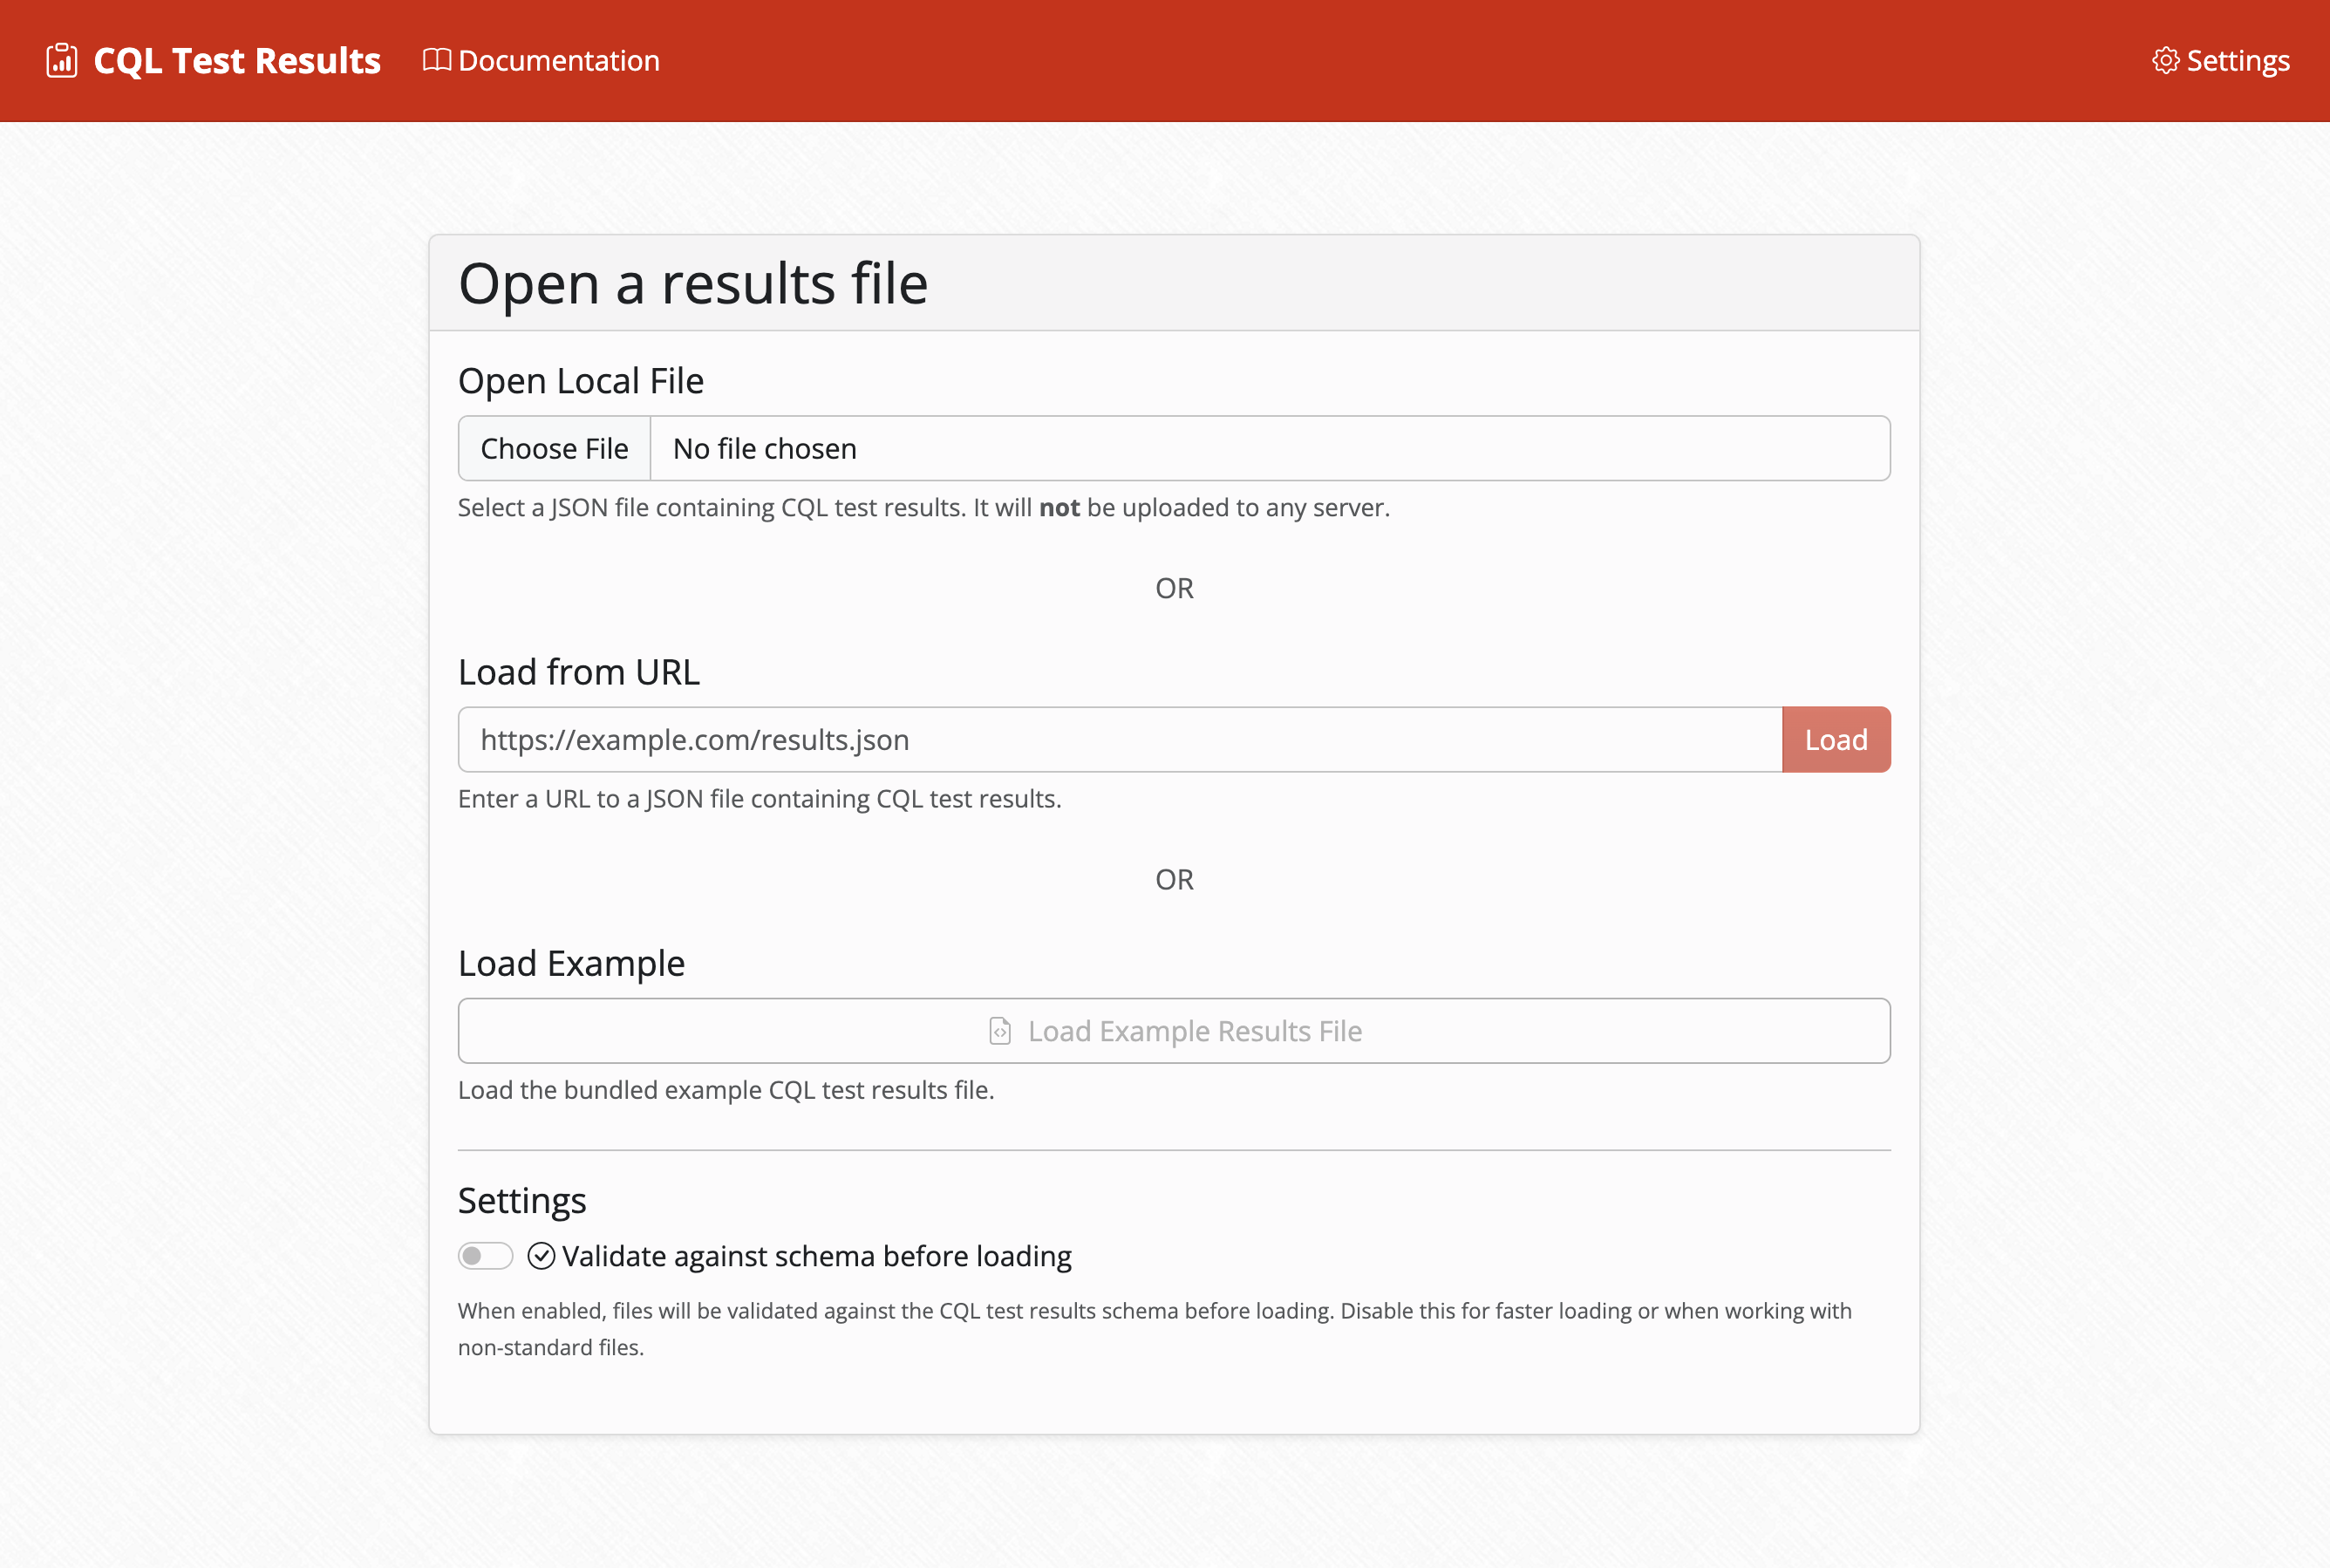 CQL Test Results
Documentation
Settings
Open a results file
Open Local File
Choose File
No file chosen
Select a JSON file containing CQL test results. It will not be uploaded to any server.
OR
Load from URL
https://example.com/results.json
Load
Enter a URL to a JSON file containing CQL test results.
OR
Load Example
Load Example Results File
Load the bundled example CQL test results file.
Settings
Validate against schema before loading
When enabled, files will be validated against the CQL test results schema before loading. Disable this for faster loading or when working with
non-standard files.